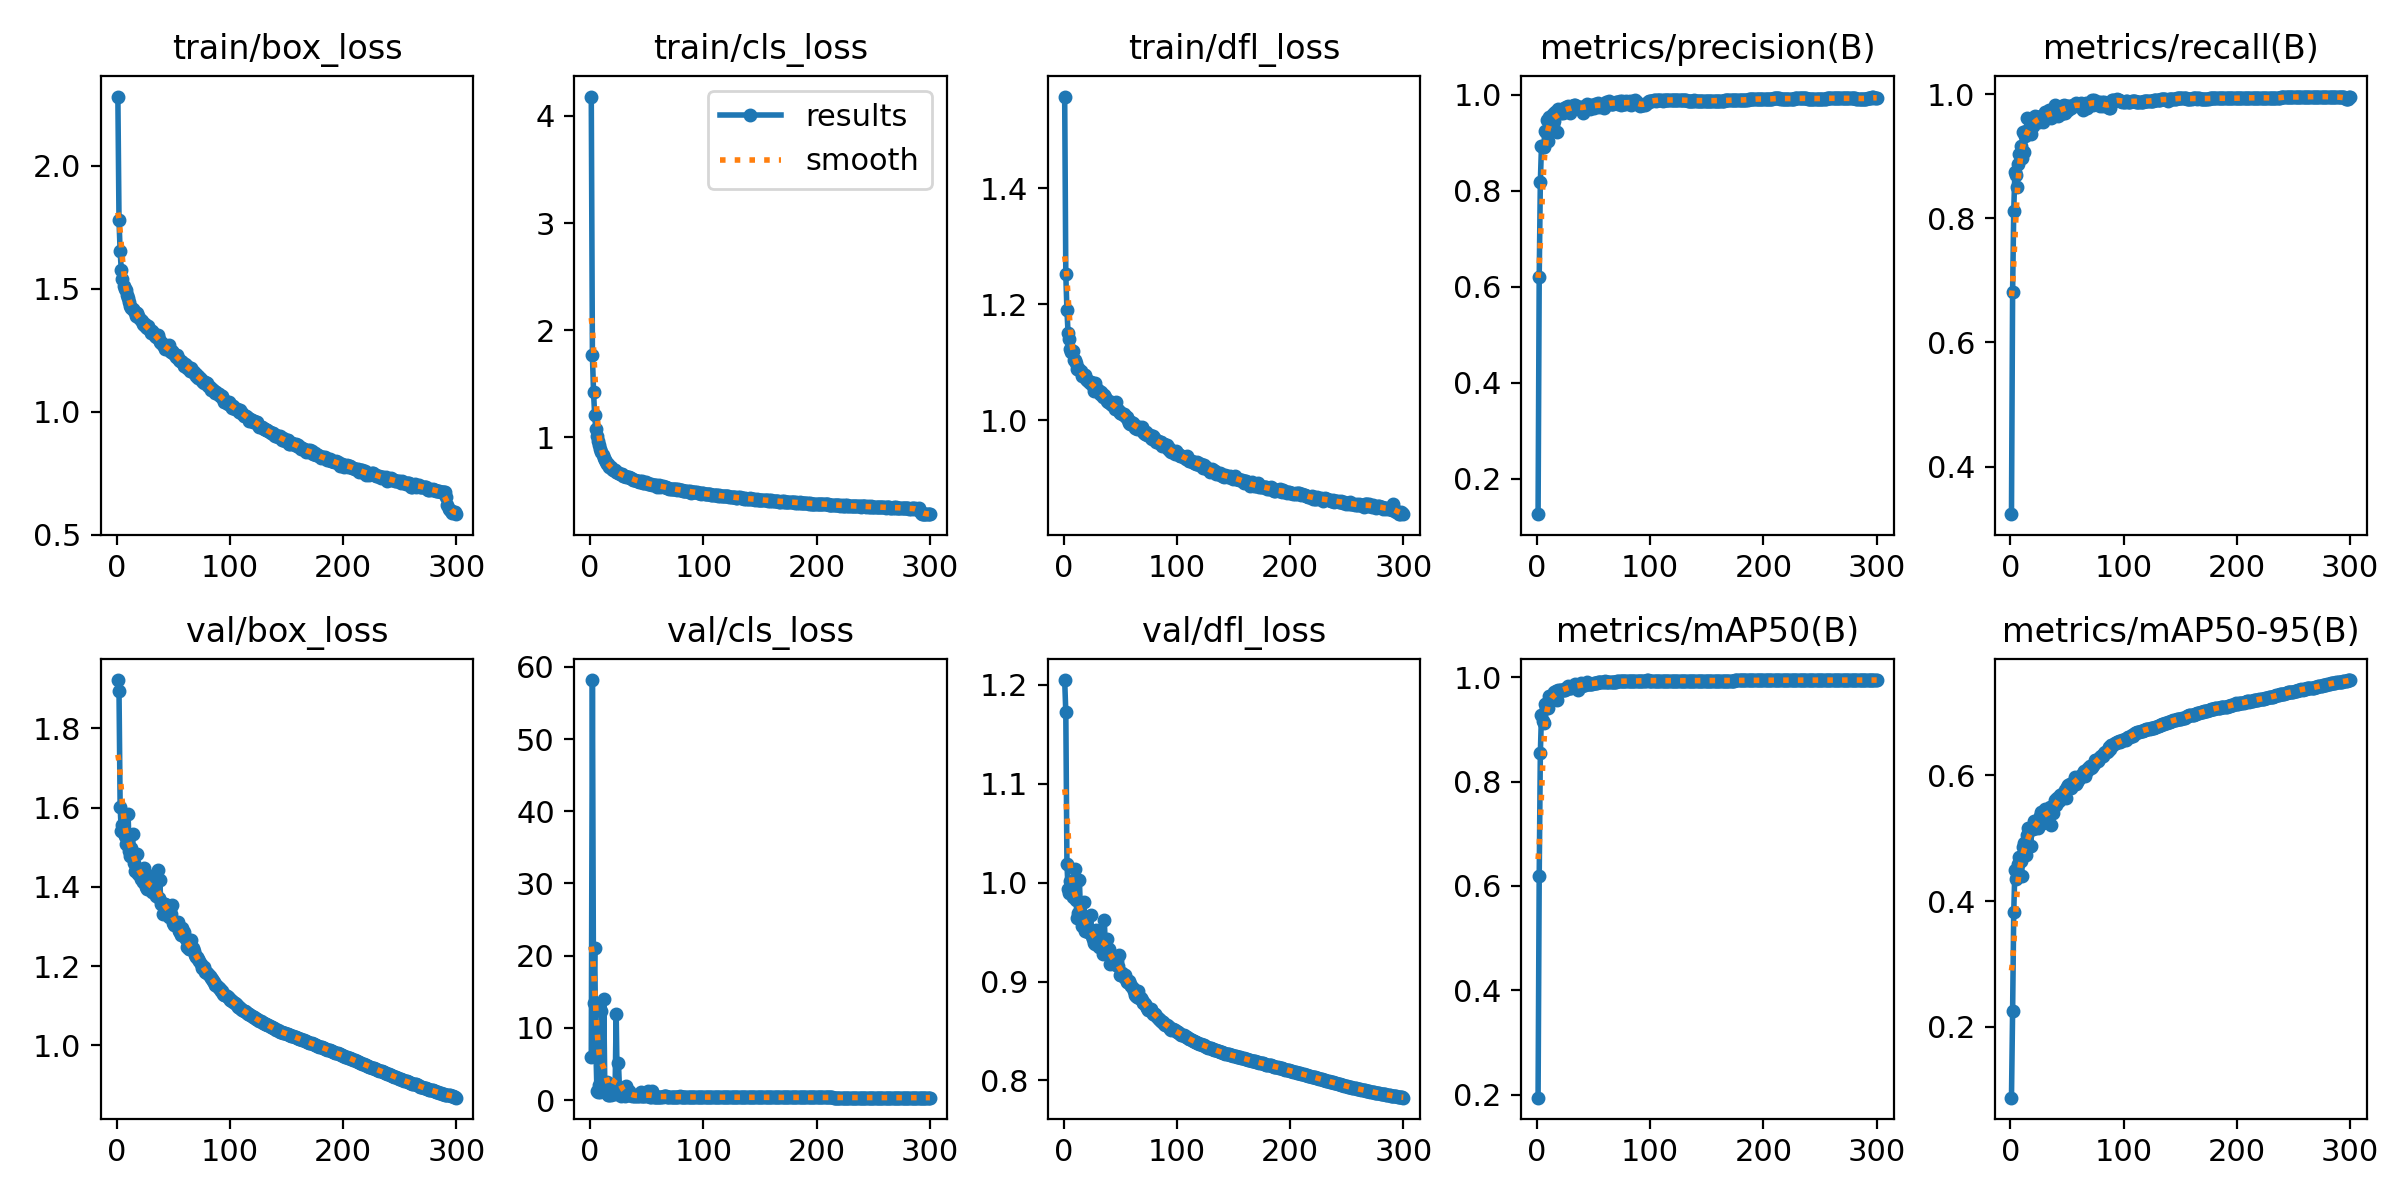 train/box_loss
2.0
1.5
1.0
0.5
0 100 200 300
train/cls_loss
results
smooth
4
3
2
1
0 100 200 300
train/dfl_loss
1.4
1.2
1.0
0 100 200 300
metrics/precision(B)
1.0
0.8
0.6
0.4
0.2
0 100 200 300
metrics/recall(B)
1.0
0.8
0.6
0.4
0 100 200 300
val/box_loss
1.8
1.6
1.4
1.2
1.0
0 100 200 300
val/cls_loss
60
50
40
30
20
10
0
0 100 200 300
val/dfl_loss
1.2
1.1
1.0
0.9
0.8
0 100 200 300
metrics/mAP50(B)
1.0
0.8
0.6
0.4
0.2
0 100 200 300
metrics/mAP50-95(B)
0.6
0.4
0.2
0 100 200 300